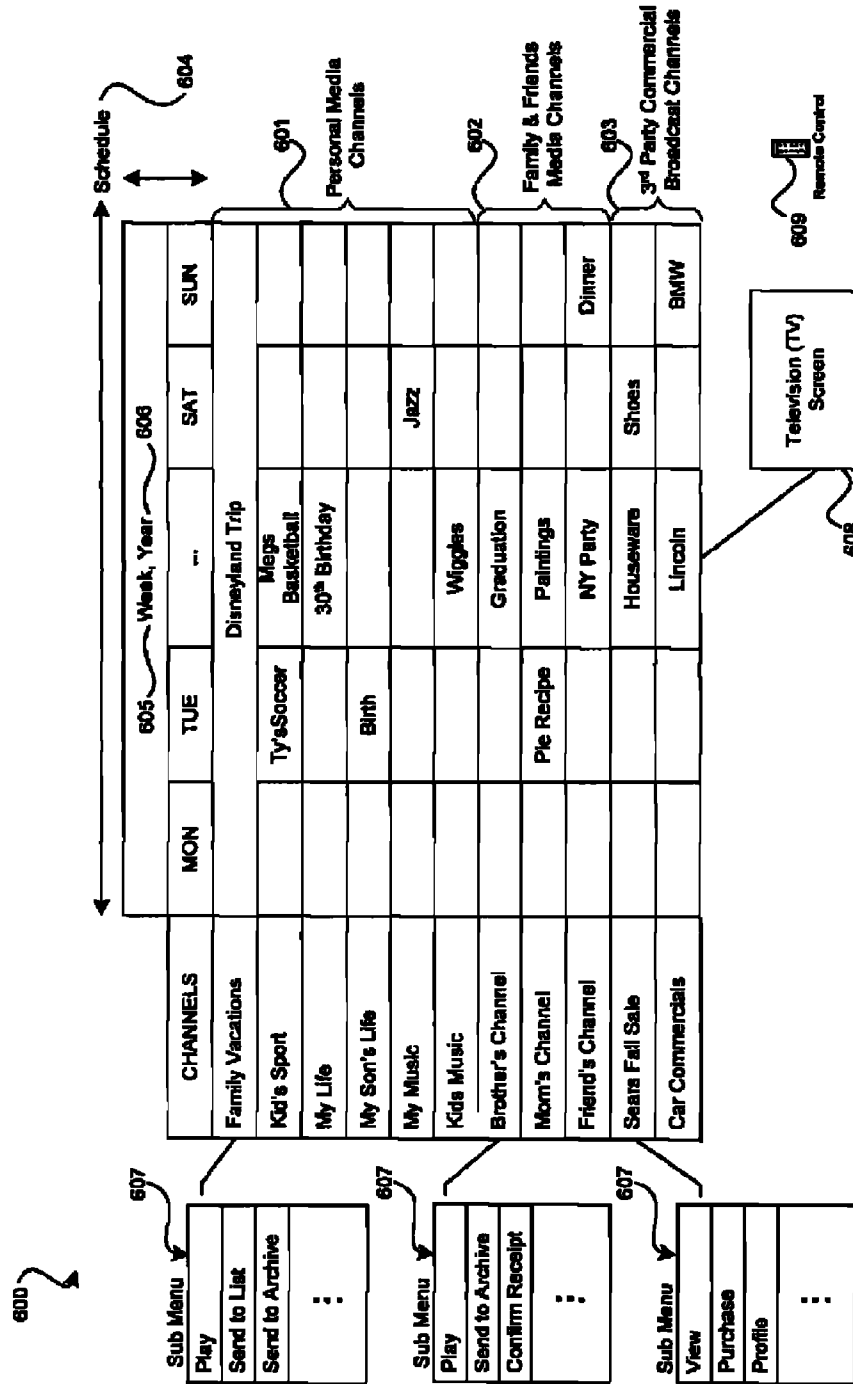 600
Schedule
604
605 Week, Year 606
CHANNELS MON TUE ... SAT SUN
Family Vacations Disneyland Trip
Kid's Sport Ty'sSoccer Megs Basketball
My Life 30th Birthday
My Son's Life Birth
My Music Jazz
Kids Music Wiggles
Brother's Channel Graduation
Mom's Channel Pie Recipe Paintings
Friend's Channel NY Party Dinner
Sears Fall Sale Houseware Shoes
Car Commercials Lincoln BMW
601
Personal Media
Channels
602
Family & Friends
Media Channels
603
3rd Party Commercial
Broadcast Channels
607
Sub Menu
Play
Send to List
Send to Archive
...
607
Sub Menu
Play
Send to Archive
Confirm Receipt
...
607
Sub Menu
View
Purchase
Profile
...
Television (TV)
Screen
608
609
Remote Control